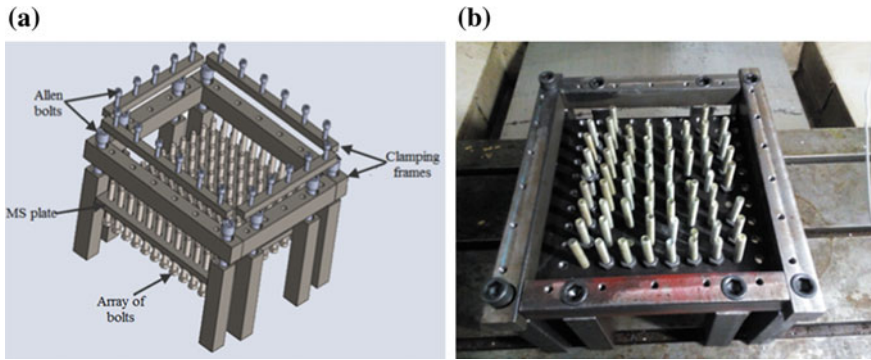 (a)
(b)
Allen
bolts
Clamping
frames
MS plate
Array of
bolts